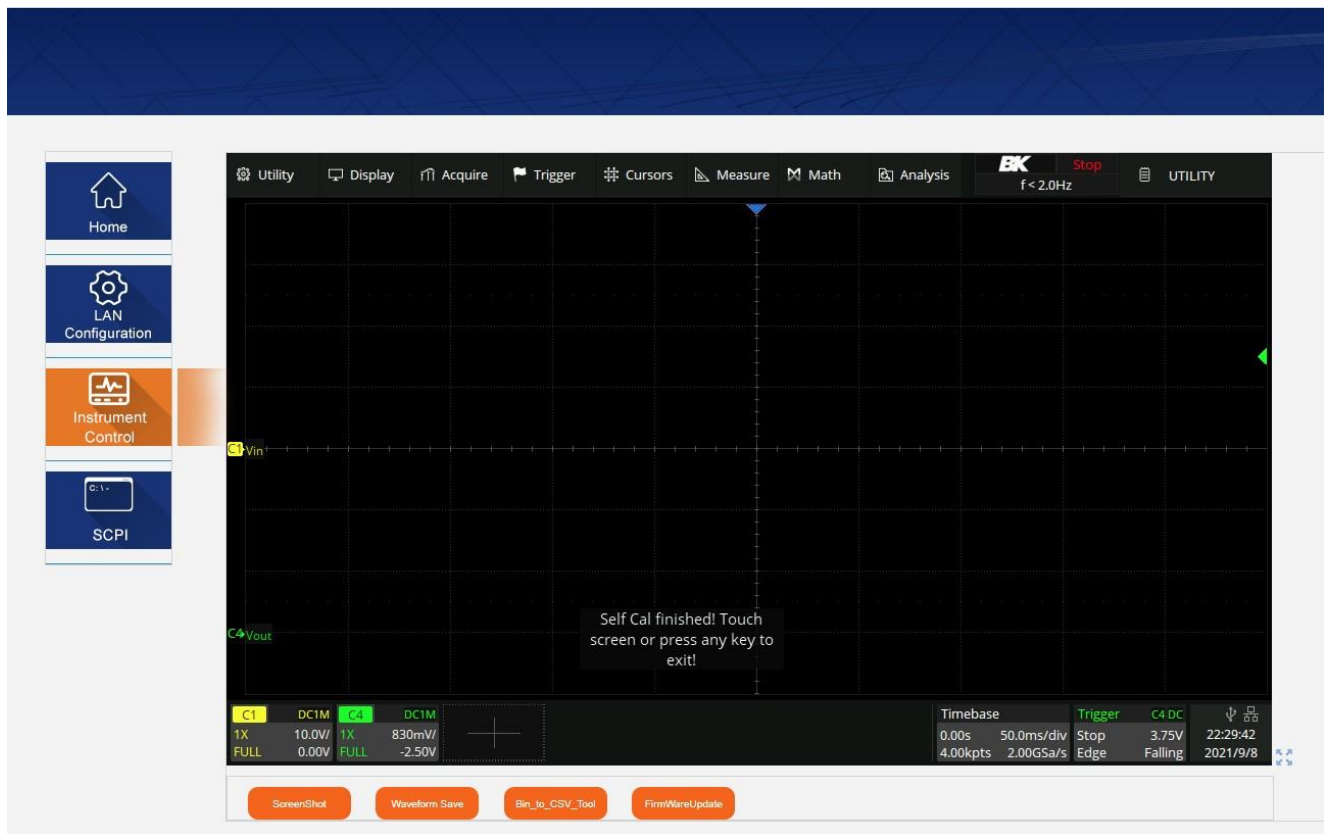 Home
LAN
Configuration
Instrument
Control
C:\-
SCPI
Utility Display Acquire Trigger Cursors Measure Math Analysis
BK Stop
f < 2.0Hz
UTILITY
C1 Vin
C4 Vout
Self Cal finished! Touch
screen or press any key to
exit!
C1 DC1M
1X 10.0V/
FULL 0.00V
C4 DC1M
1X 830mV/
FULL -2.50V
Timebase
0.00s 50.0ms/div
4.00kpts 2.00GSa/s
Trigger C4 DC
Stop 3.75V
Edge Falling
22:29:42
2021/9/8
ScreenShot Waveform Save Bin_to_CSV_Tool FirmWareUpdate